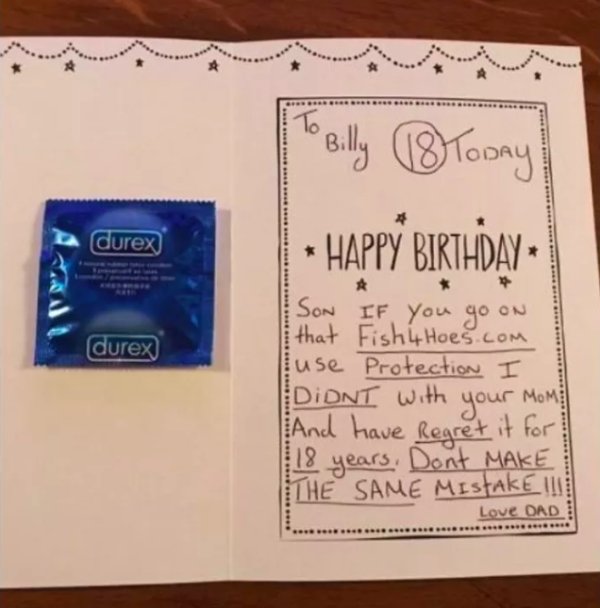 durex
durex
To Billy 18 TODAY
HAPPY BIRTHDAY
SON IF You go oN
that Fish4Hoes.com
use Protection I
DiDNT With your MoM
And have Regret it For
18 years. Dont MAKE
THE SAME MIStAKE !!!
Love DAD